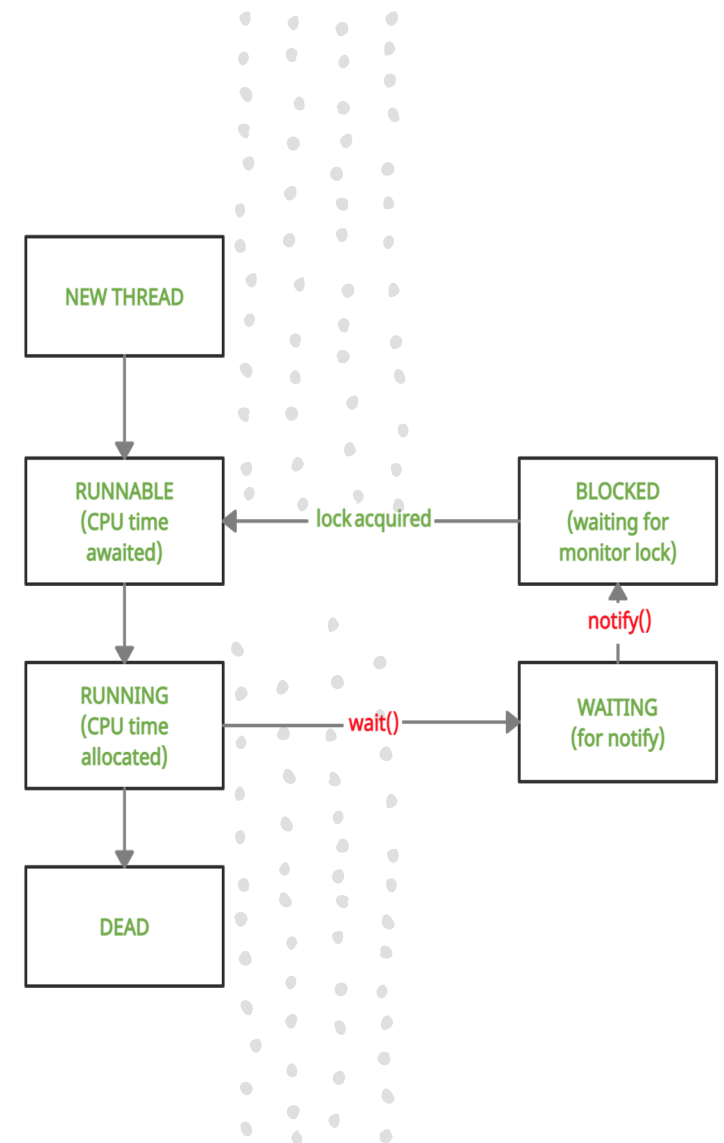 NEW THREAD
RUNNABLE
(CPU time
awaited)
lock acquired
BLOCKED
(waiting for
monitor lock)
notify()
RUNNING
(CPU time
allocated)
wait()
WAITING
(for notify)
DEAD